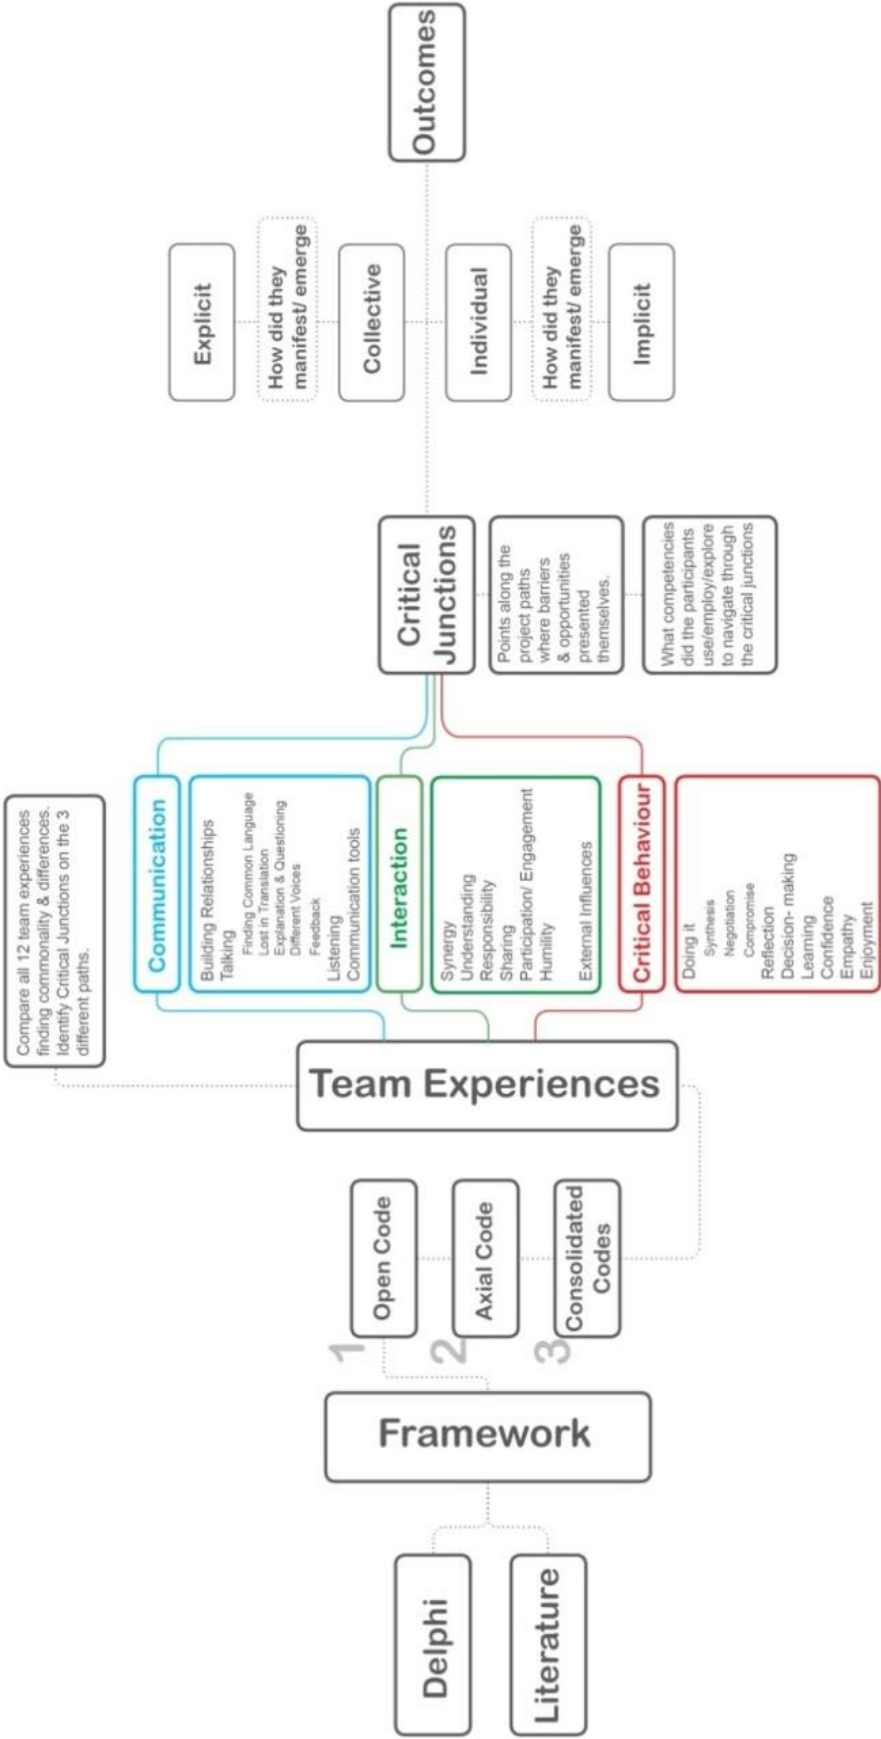 Delphi
Literature
Framework
1
Open Code
2
Axial Code
3
Consolidated
Codes
Team Experiences
Compare all 12 team experiences
finding commonality & differences.
Identify Critical Junctions on the 3
different paths.
Communication
Building Relationships
Talking
Finding Common Language
Lost in Translation
Explanation & Questioning
Different Voices
Feedback
Listening
Communication tools
Interaction
Synergy
Understanding
Responsibility
Sharing
Participation/ Engagement
Humility
External Influences
Critical Behaviour
Doing it
Synthesis
Negotiation
Compromise
Reflection
Decision- making
Learning
Confidence
Empathy
Enjoyment
Critical
Junctions
Points along the
project paths
where barriers
& opportunities
presented
themselves.
What competencies
did the participants
use/employ/explore
to navigate through
the critical junctions
Explicit
How did they
manifest/ emerge
Collective
Individual
How did they
manifest/ emerge
Implicit
Outcomes